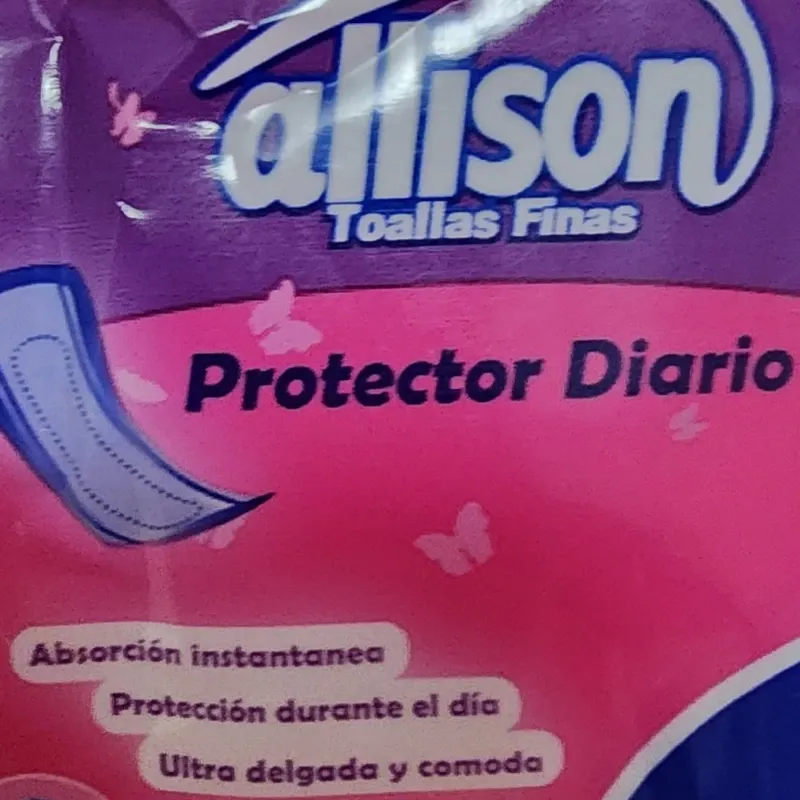 allison
Toallas Finas
Protector Diario
Absorción instantanea
Protección durante el día
Ultra delgada y comoda